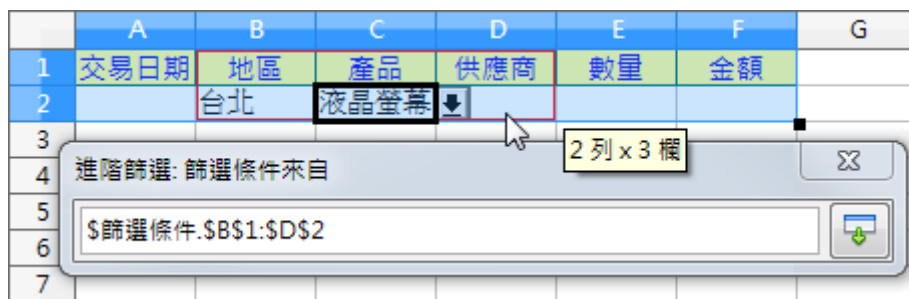 A B C D E F G
1 交易日期 地區 產品 供應商 數量 金額
2 台北 液晶螢幕
3 2 列 x 3 欄
4 進階篩選: 篩選條件來自
5
6 $篩選條件.$B$1:$D$2
7